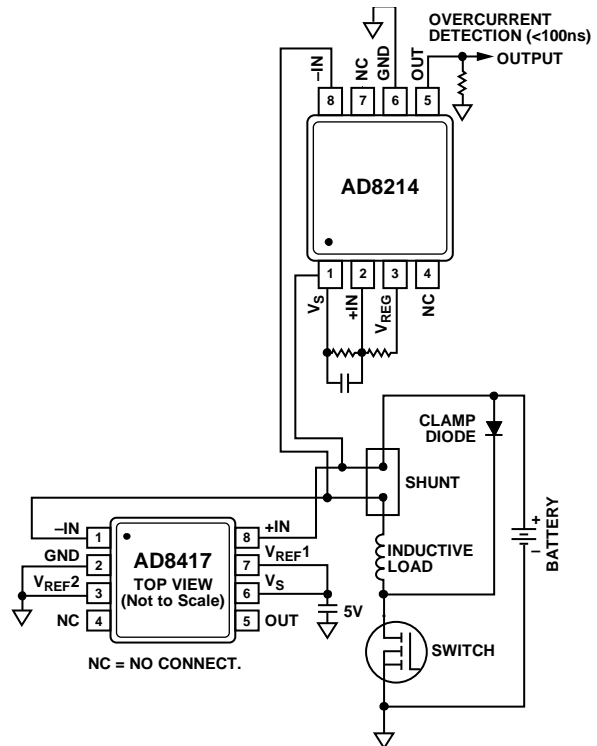 OVERCURRENT
DETECTION (<100ns)
OUTPUT
–IN
NC
GND
OUT
8
7
6
5
AD8214
1
2
3
4
VS
+IN
VREG
NC
CLAMP
DIODE
SHUNT
BATTERY
+
–
INDUCTIVE
LOAD
SWITCH
–IN
1
GND
2
VREF2
3
NC
4
AD8417
TOP VIEW
(Not to Scale)
8
+IN
7
VREF1
6
VS
5
OUT
5V
NC = NO CONNECT.